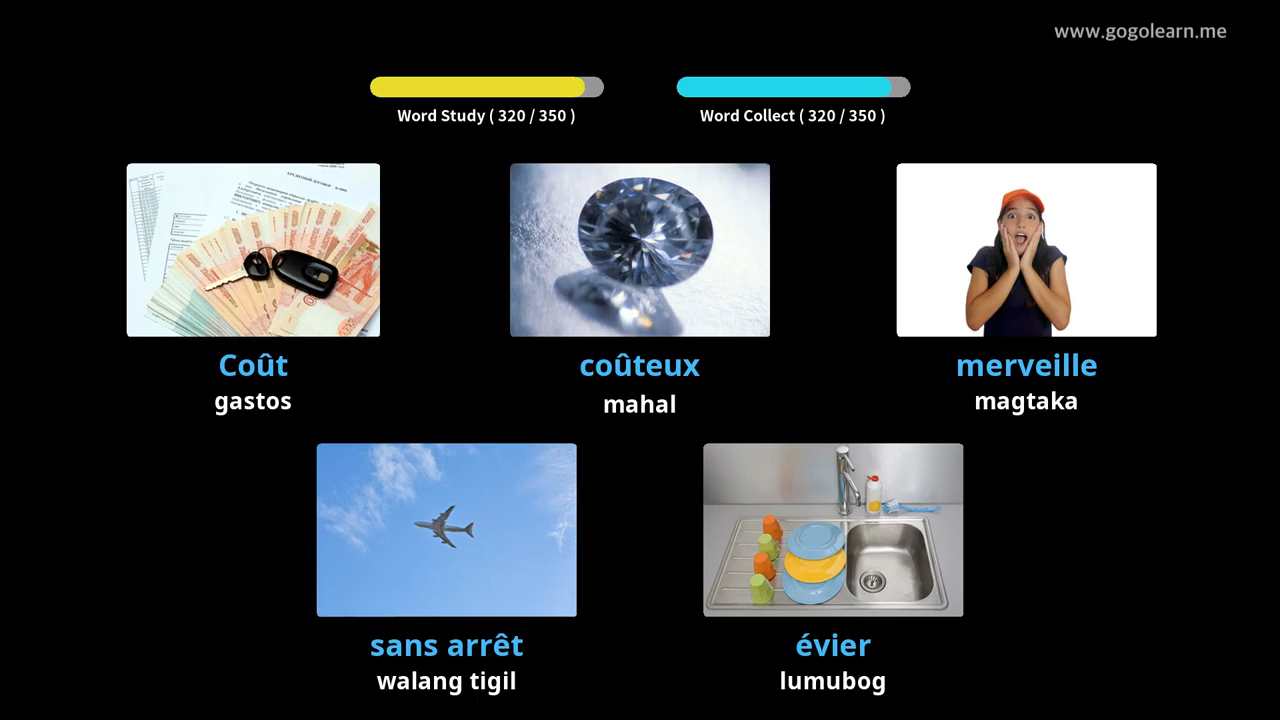 www.gogolearn.me
Word Study ( 320 / 350 )
Word Collect ( 320 / 350 )
Coût
gastos
coûteux
mahal
merveille
magtaka
sans arrêt
walang tigil
évier
lumubog